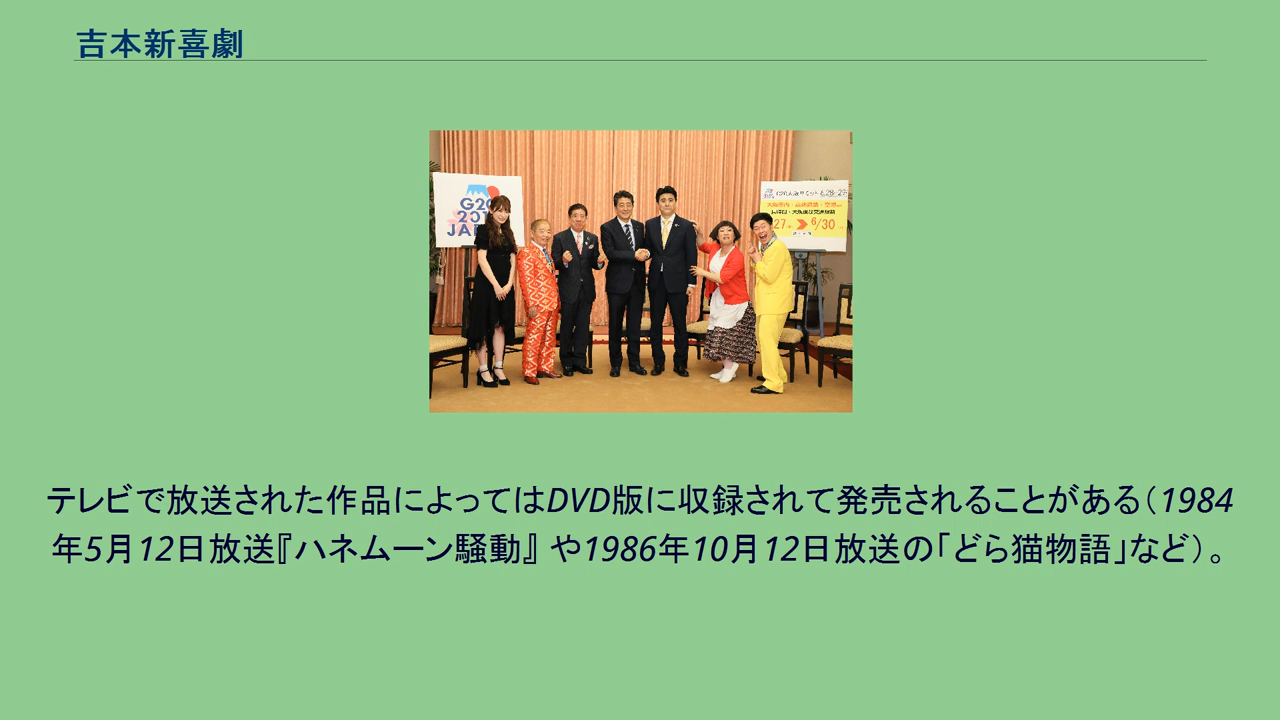 吉本新喜劇
G20
JA
6/30
テレビで放送された作品によってはDVD版に収録されて発売されることがある（1984
年5月12日放送『ハネムーン騒動』 や1986年10月12日放送の「どら猫物語」など）。